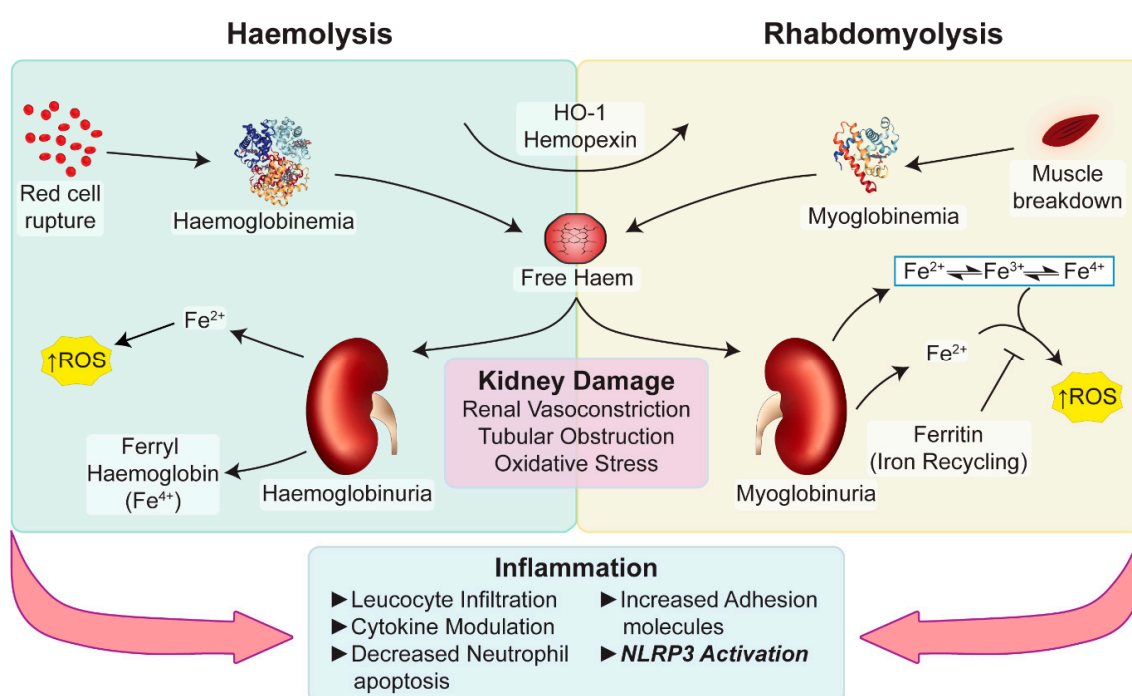 Haemolysis
Rhabdomyolysis
Red cell
rupture
Haemoglobinemia
HO-1
Hemopexin
Myoglobinemia
Muscle
breakdown
Free Haem
Fe²⁺ ⇌ Fe³⁺ ⇌ Fe⁴⁺
↑ROS
Fe²⁺
Ferryl
Haemoglobin
(Fe⁴⁺)
Haemoglobinuria
Kidney Damage
Renal Vasoconstriction
Tubular Obstruction
Oxidative Stress
Myoglobinuria
Fe²⁺
Ferritin
(Iron Recycling)
↑ROS
Inflammation
►Leucocyte Infiltration
►Cytokine Modulation
►Decreased Neutrophil
apoptosis
►Increased Adhesion
molecules
►NLRP3 Activation